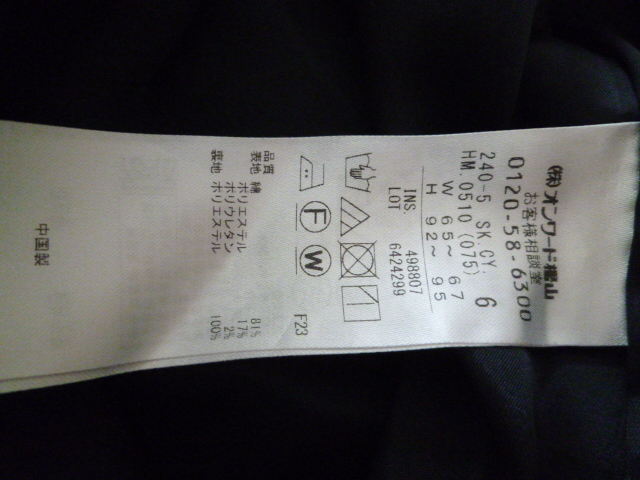 ㈱オンワード樫山
お客様相談室
0120-58-6300
240-5 SK.CY; 6
HM.0510 (075)
W 65～ 67
H 92～ 95
INS. 498807
LOT 6424299
F W F23
品質
表地 綿 81%
ポリエステル 17%
ポリウレタン 2%
裏地 ポリエステル 100%
中国製